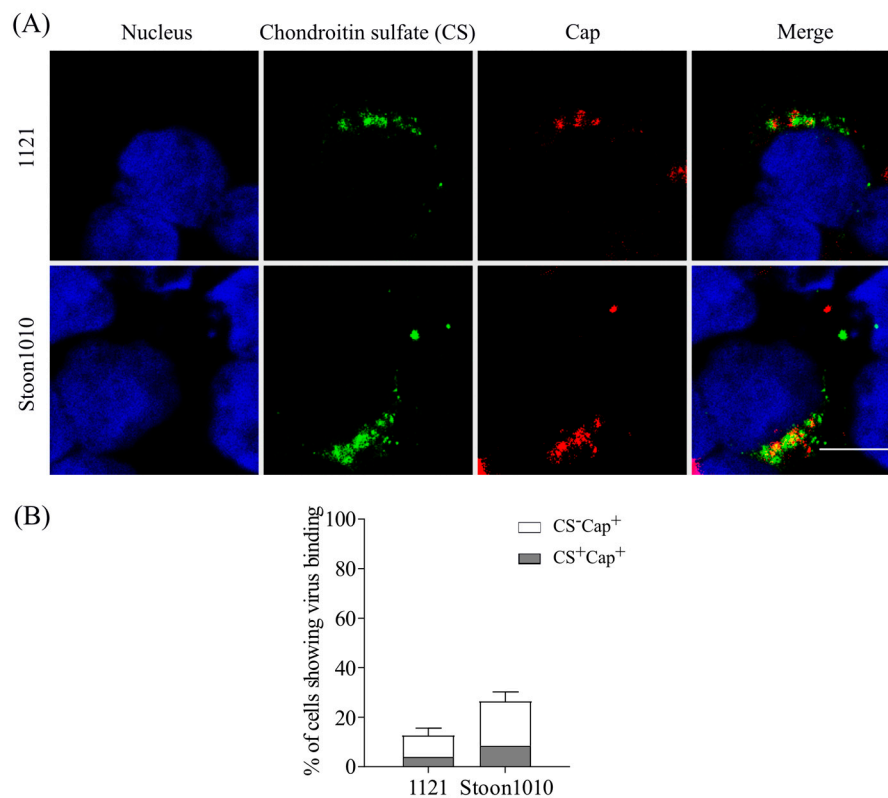 (A)
Nucleus
Chondroitin sulfate (CS)
Cap
Merge
1121
Stoon1010
(B)
% of cells showing virus binding
100
80
60
40
20
0
CS⁻Cap⁺
CS⁺Cap⁺
1121
Stoon1010